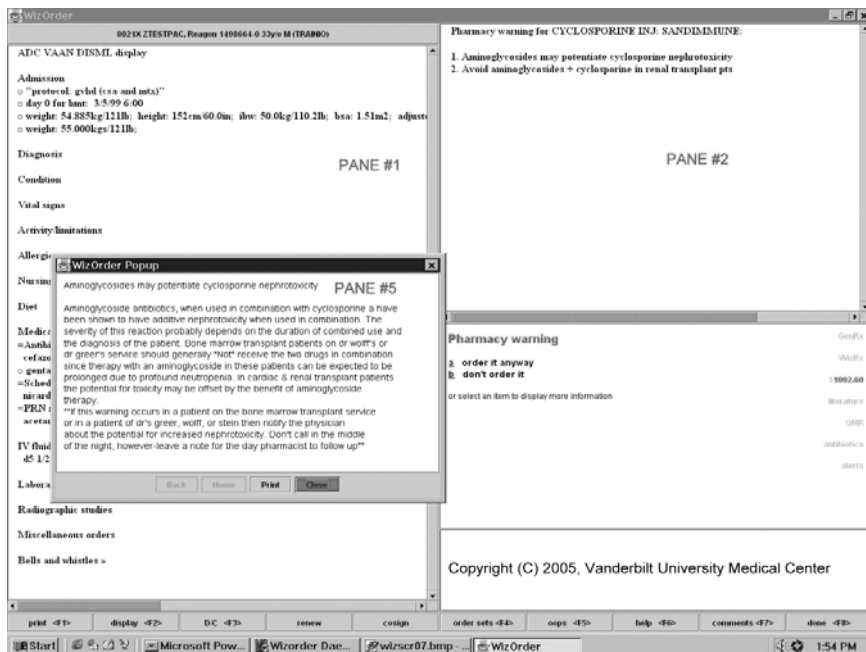 WizOrder
8021X ZTESTPAC, Reagon 1498664-0 33y/o M (TRAINIO)
ADC VAAN DISML display
Admission
o "protocol: gvhd (csa and mtx)"
o day 0 for bmt: 3/5/99 6:00
o weight: 54.885kg/121lb; height: 152cm/60.0in; ibw: 50.0kg/110.2lb; bsa: 1.51m2; adjuste
o weight: 55.000kgs/121lb;
Diagnosis
PANE #1
Condition
Vital signs
Activity/limitations
Allergie
Nursing
Diet
Medica
=Antibi
cefazo
o genta
=Sched
nicard
=PRN
acetar
IV fluid
d5 1/2
Labora
Radiographic studies
Miscellaneous orders
Bells and whistles »
Pharmacy warning for CYCLOSPORINE INJ: SANDIMMUNE:
1. Aminoglycosides may potentiate cyclosporine nephrotoxicity
2. Avoid aminoglycosides + cyclosporine in renal transplant pts
PANE #2
WizOrder Popup
Aminoglycosides may potentiate cyclosporine nephrotoxicity
PANE #5
Aminoglycoside antibiotics, when used in combination with cyclosporine a have
been shown to have additive nephrotoxicity when used in combination. The
severity of this reaction probably depends on the duration of combined use and
the diagnosis of the patient. Bone marrow transplant patients on dr wolff's or
dr greer's service should generally *Not* receive the two drugs in combination
since therapy with an aminoglycoside in these patients can be expected to be
prolonged due to profound neutropenia. In cardiac & renal transplant patients
the potential for toxicity may be offset by the benefit of aminoglycoside
therapy.
**If this warning occurs in a patient on the bone marrow transplant service
or in a patient of dr's greer, wolff, or stein then notify the physician
about the potential for increased nephrotoxicity. Don't call in the middle
of the night, however-leave a note for the day pharmacist to follow up**
Back Home Print Close
Pharmacy warning
a order it anyway
b don't order it
or select an item to display more information
GenRx
WizRx
$1002.60
literature
GMR
antibiotics
alerts
Copyright (C) 2005, Vanderbilt University Medical Center
print <F1> display <F2> D/C <F3> renew cosign order sets <F4> oops <F5> help <F6> comments <F7> done <F8>
Start Microsoft Pow... Wizorder Dae... wizscr07.bmp - ... WizOrder 1:54 PM